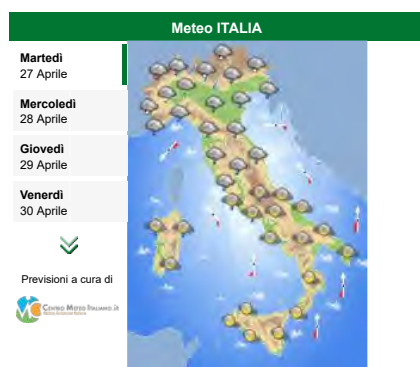 Meteo ITALIA
Martedì
27 Aprile
Mercoledì
28 Aprile
Giovedì
29 Aprile
Venerdì
30 Aprile
Previsioni a cura di
CENTRO METEO ITALIANO.it